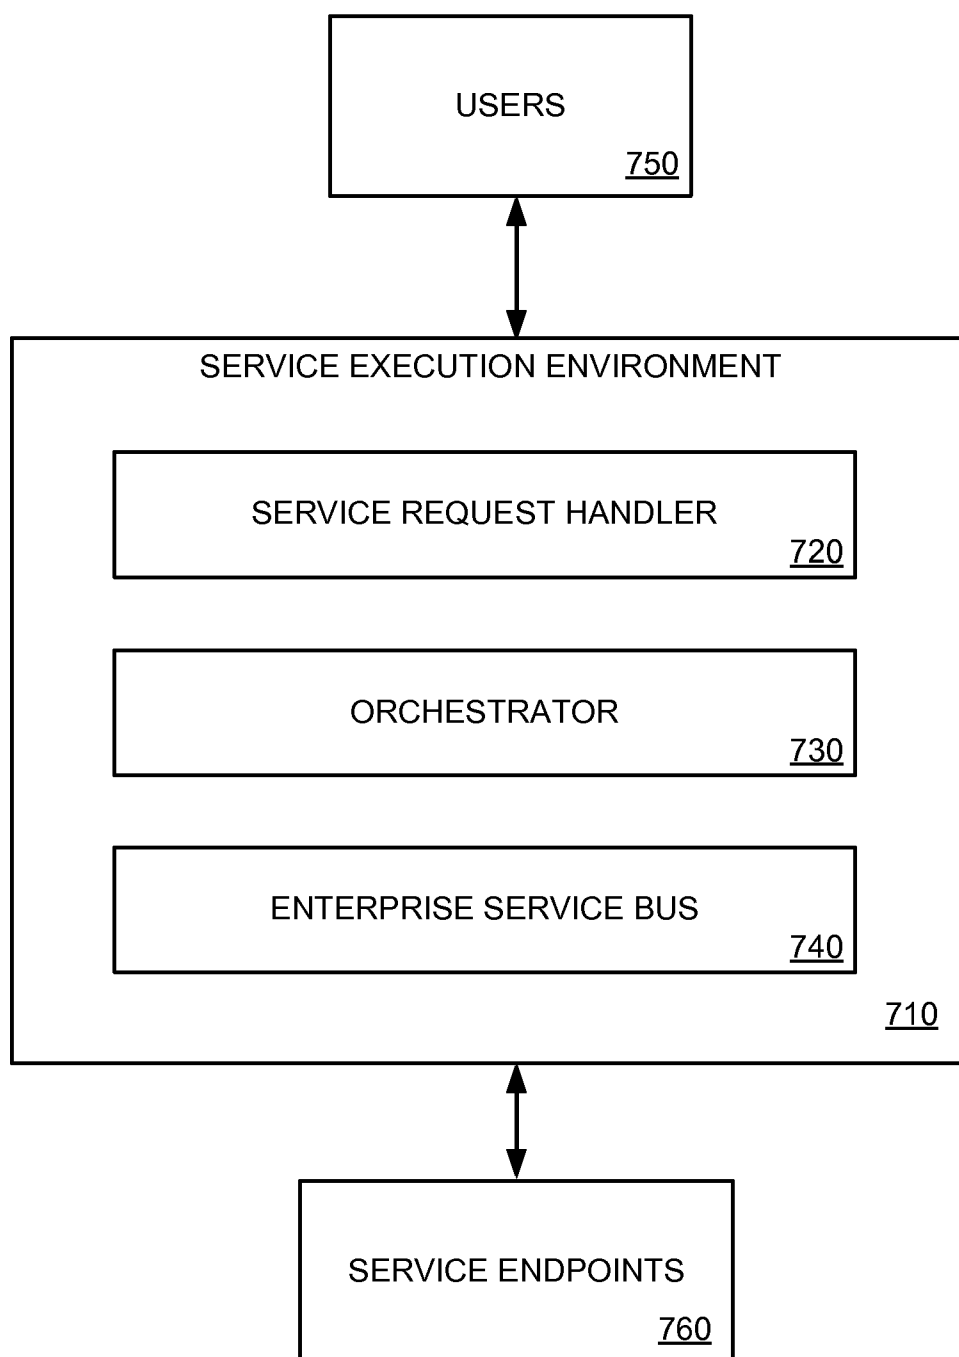 USERS
750
SERVICE EXECUTION ENVIRONMENT
SERVICE REQUEST HANDLER
720
ORCHESTRATOR
730
ENTERPRISE SERVICE BUS
740
710
SERVICE ENDPOINTS
760